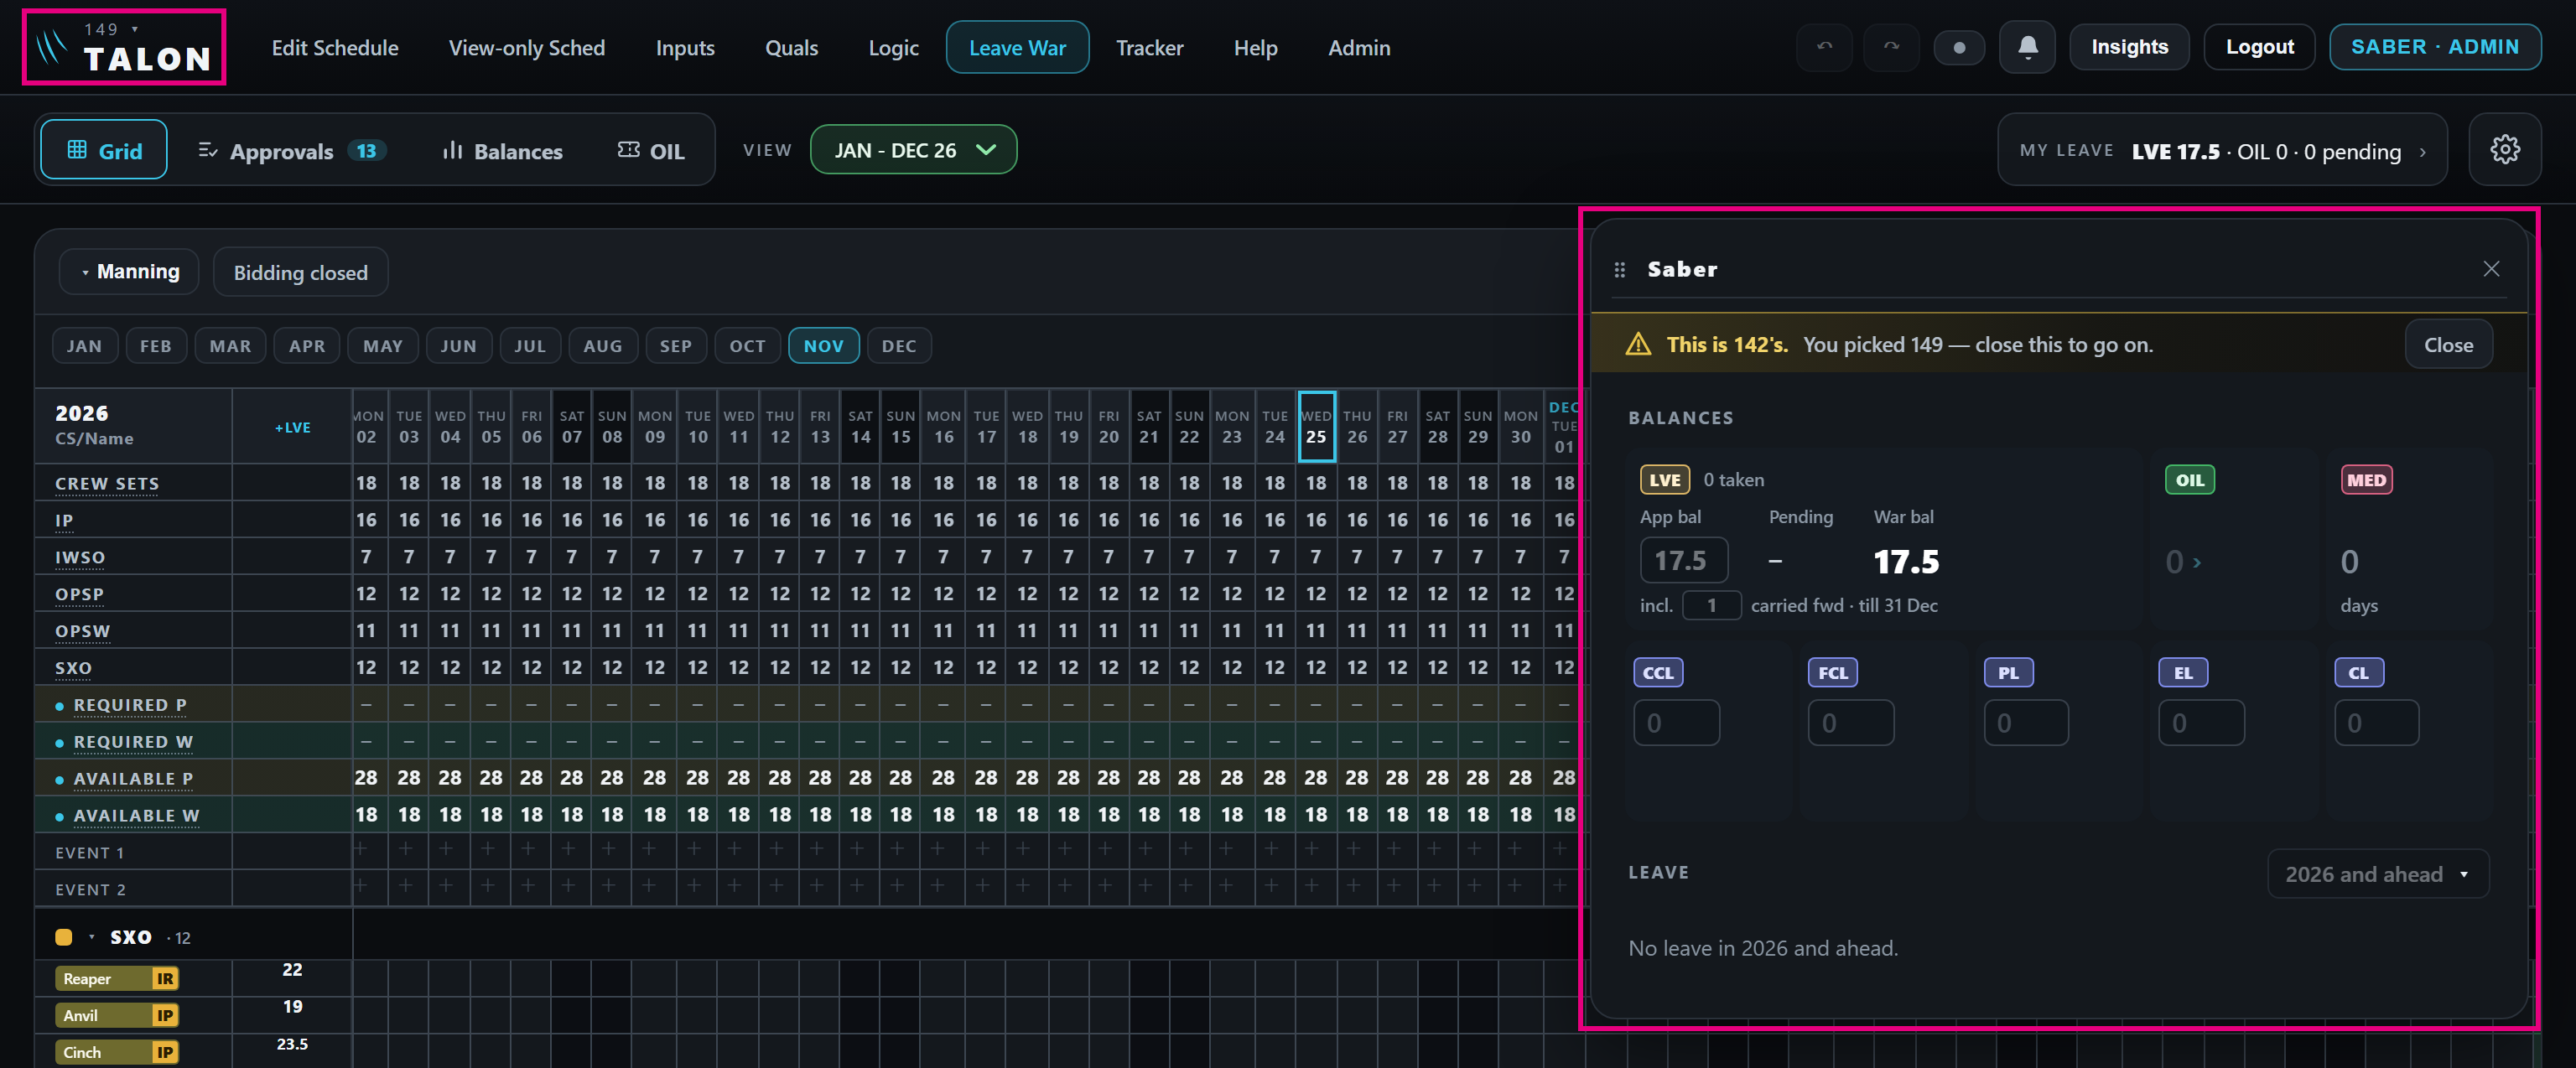 149 ▾
TALON
Edit Schedule View-only Sched Inputs Quals Logic Leave War Tracker Help Admin
Insights Logout SABER · ADMIN
Grid Approvals 13 Balances OIL VIEW JAN - DEC 26
MY LEAVE LVE 17.5 · OIL 0 · 0 pending ›
▾ Manning Bidding closed
JAN FEB MAR APR MAY JUN JUL AUG SEP OCT NOV DEC
2026
CS/Name
+LVE
MON TUE WED THU FRI SAT SUN MON TUE WED THU FRI SAT SUN MON TUE WED THU FRI SAT SUN MON TUE WED THU FRI SAT SUN MON DEC TUE
02 03 04 05 06 07 08 09 10 11 12 13 14 15 16 17 18 19 20 21 22 23 24 25 26 27 28 29 30 01
CREW SETS 18 18 18 18 18 18 18 18 18 18 18 18 18 18 18 18 18 18 18 18 18 18 18 18 18 18 18 18 18 18
IP 16 16 16 16 16 16 16 16 16 16 16 16 16 16 16 16 16 16 16 16 16 16 16 16 16 16 16 16 16 16
IWSO 7 7 7 7 7 7 7 7 7 7 7 7 7 7 7 7 7 7 7 7 7 7 7 7 7 7 7 7 7 7
OPSP 12 12 12 12 12 12 12 12 12 12 12 12 12 12 12 12 12 12 12 12 12 12 12 12 12 12 12 12 12 12
OPSW 11 11 11 11 11 11 11 11 11 11 11 11 11 11 11 11 11 11 11 11 11 11 11 11 11 11 11 11 11 11
SXO 12 12 12 12 12 12 12 12 12 12 12 12 12 12 12 12 12 12 12 12 12 12 12 12 12 12 12 12 12 12
REQUIRED P – – – – – – – – – – – – – – – – – – – – – – – – – – – – – –
REQUIRED W – – – – – – – – – – – – – – – – – – – – – – – – – – – – – –
AVAILABLE P 28 28 28 28 28 28 28 28 28 28 28 28 28 28 28 28 28 28 28 28 28 28 28 28 28 28 28 28 28 28
AVAILABLE W 18 18 18 18 18 18 18 18 18 18 18 18 18 18 18 18 18 18 18 18 18 18 18 18 18 18 18 18 18 18
EVENT 1 + + + + + + + + + + + + + + + + + + + + + + + + + + + + + +
EVENT 2 + + + + + + + + + + + + + + + + + + + + + + + + + + + + + +
▾ SXO · 12
Reaper IR 22
Anvil IP 19
Cinch IP 23.5
Saber
This is 142's. You picked 149 — close this to go on. Close
BALANCES
LVE 0 taken
App bal Pending War bal
17.5 – 17.5
incl. 1 carried fwd · till 31 Dec
OIL
0 ›
MED
0
days
CCL FCL PL EL CL
0 0 0 0 0
LEAVE 2026 and ahead ▾
No leave in 2026 and ahead.